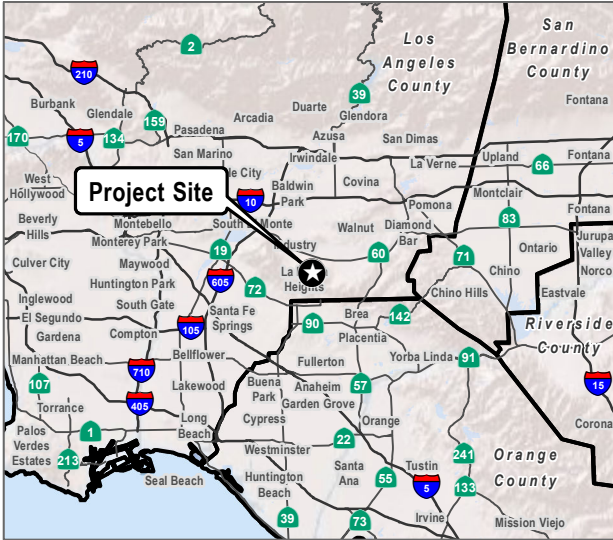 2
Los
Angeles
County
San
Bernardino
County
210
39
Burbank
Glendale
159
Arcadia
Duarte
Glendora
Fontana
170
5
134
Pasadena
Azusa
San Dimas
San Marino
Irwindale
La Verne
Upland
66
Fontana
West
Hollywood
Project Site
City
10
Baldwin
Park
Covina
Pomona
Montclair
Beverly
Hills
Montebello
South
Monte
Walnut
Diamond
Bar
83
Fontana
Monterey Park
19
Industry
60
71
Ontario
Jurupa
Valley
Culver City
Maywood
605
La
Heights
Chino
Norco
Huntington Park
72
Chino Hills
Eastvale
Inglewood
South Gate
Santa Fe
Springs
Brea
142
Riverside
County
El Segundo
105
90
Placentia
Gardena
Compton
Manhattan Beach
Bellflower
Fullerton
Yorba Linda
91
710
Lakewood
Buena
Park
Anaheim
57
15
107
405
Garden Grove
Torrance
Cypress
Orange
Corona
Long
Beach
Palos
Verdes
Estates
1
22
Westminster
213
Seal Beach
Santa
Ana
55
Tustin
241
Orange
County
Huntington
Beach
5
133
39
73
Irvine
Mission Viejo